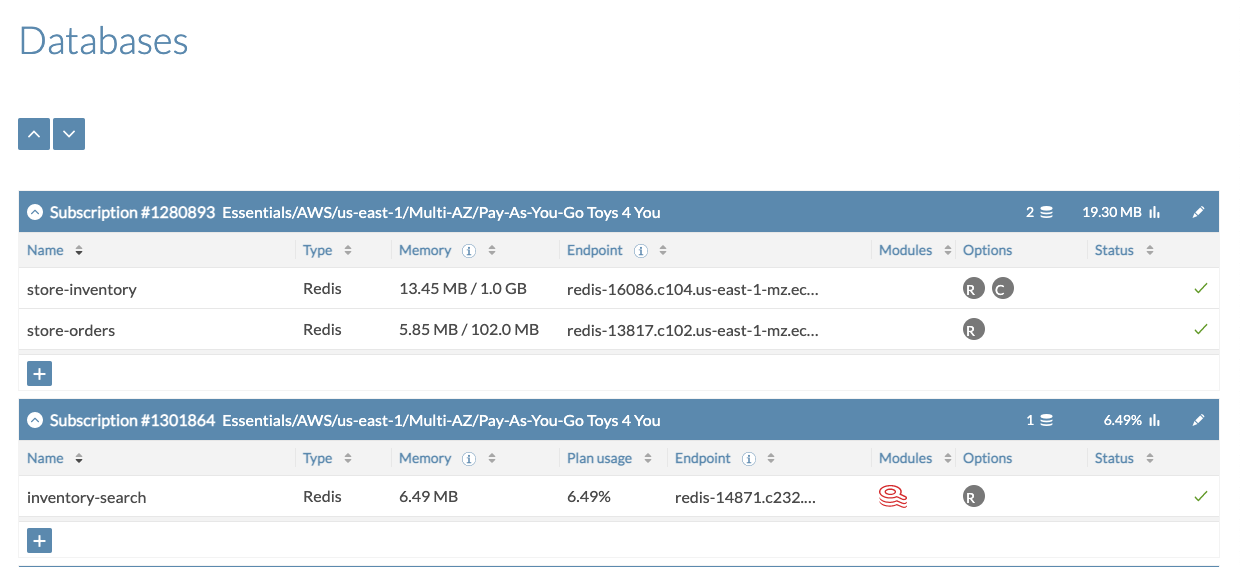 Databases
Subscription #1280893 Essentials/AWS/us-east-1/Multi-AZ/Pay-As-You-Go Toys 4 You 2 19.30 MB
Name Type Memory i Endpoint i Modules Options Status
store-inventory Redis 13.45 MB / 1.0 GB redis-16086.c104.us-east-1-mz.ec... R C
store-orders Redis 5.85 MB / 102.0 MB redis-13817.c102.us-east-1-mz.ec... R
+
Subscription #1301864 Essentials/AWS/us-east-1/Multi-AZ/Pay-As-You-Go Toys 4 You 1 6.49%
Name Type Memory i Plan usage Endpoint i Modules Options Status
inventory-search Redis 6.49 MB 6.49% redis-14871.c232.... R
+